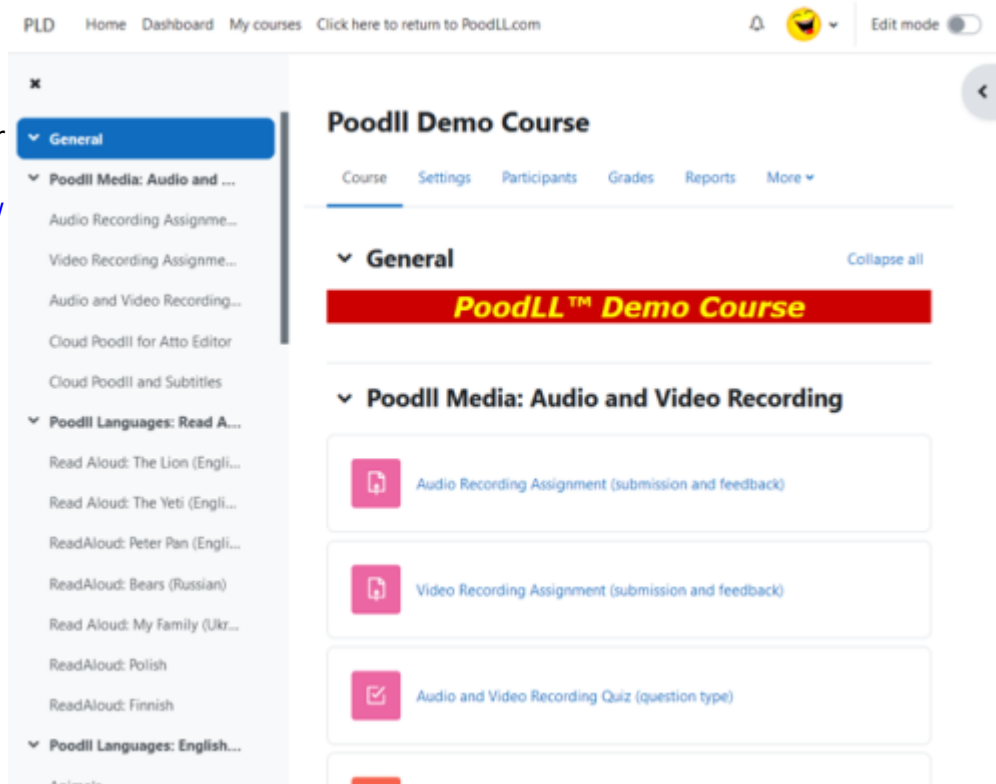 PLD Home Dashboard My courses Click here to return to PoodLL.com Edit mode
General
Poodll Media: Audio and ...
Audio Recording Assignme...
Video Recording Assignme...
Audio and Video Recording...
Cloud Poodll for Atto Editor
Cloud Poodll and Subtitles
Poodll Languages: Read A...
Read Aloud: The Lion (Engli...
Read Aloud: The Yeti (Engli...
ReadAloud: Peter Pan (Engli...
ReadAloud: Bears (Russian)
Read Aloud: My Family (Ukr...
ReadAloud: Polish
ReadAloud: Finnish
Poodll Languages: English...
Poodll Demo Course
Course Settings Participants Grades Reports More
General Collapse all
PoodLL™ Demo Course
Poodll Media: Audio and Video Recording
Audio Recording Assignment (submission and feedback)
Video Recording Assignment (submission and feedback)
Audio and Video Recording Quiz (question type)